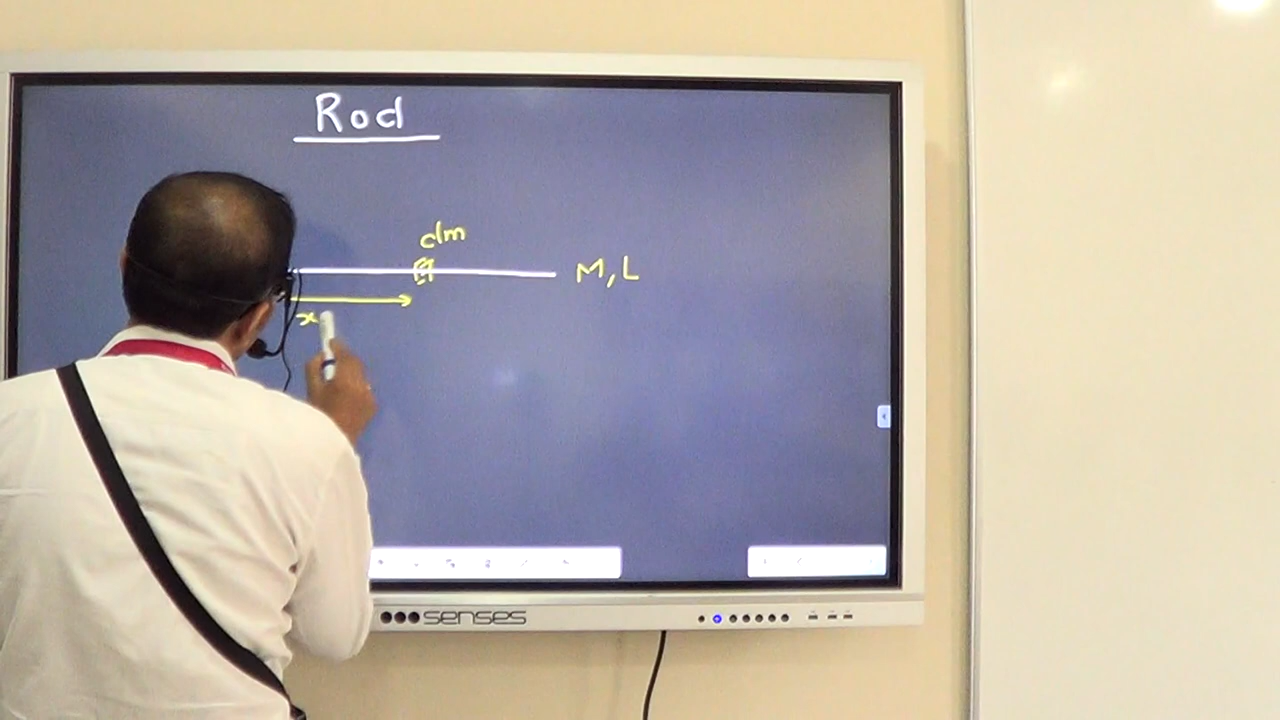 Rod
dm
M, L
x
senses